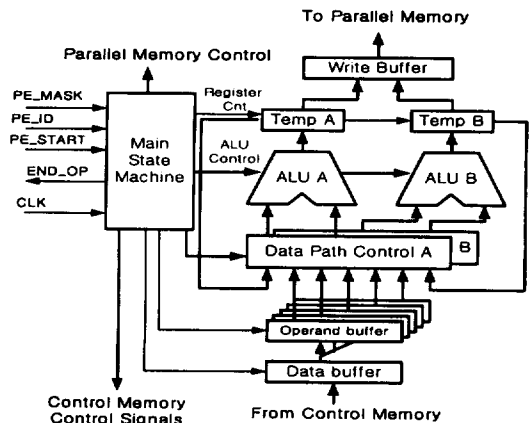 To Parallel Memory
Parallel Memory Control
Write Buffer
PE_MASK
Register
Cnt
PE_ID
Temp A
Temp B
PE_START
Main
State
Machine
ALU
Control
END_OP
ALU A
ALU B
CLK
Data Path Control A
B
Operand buffer
Data buffer
Control Memory
Control Signals
From Control Memory